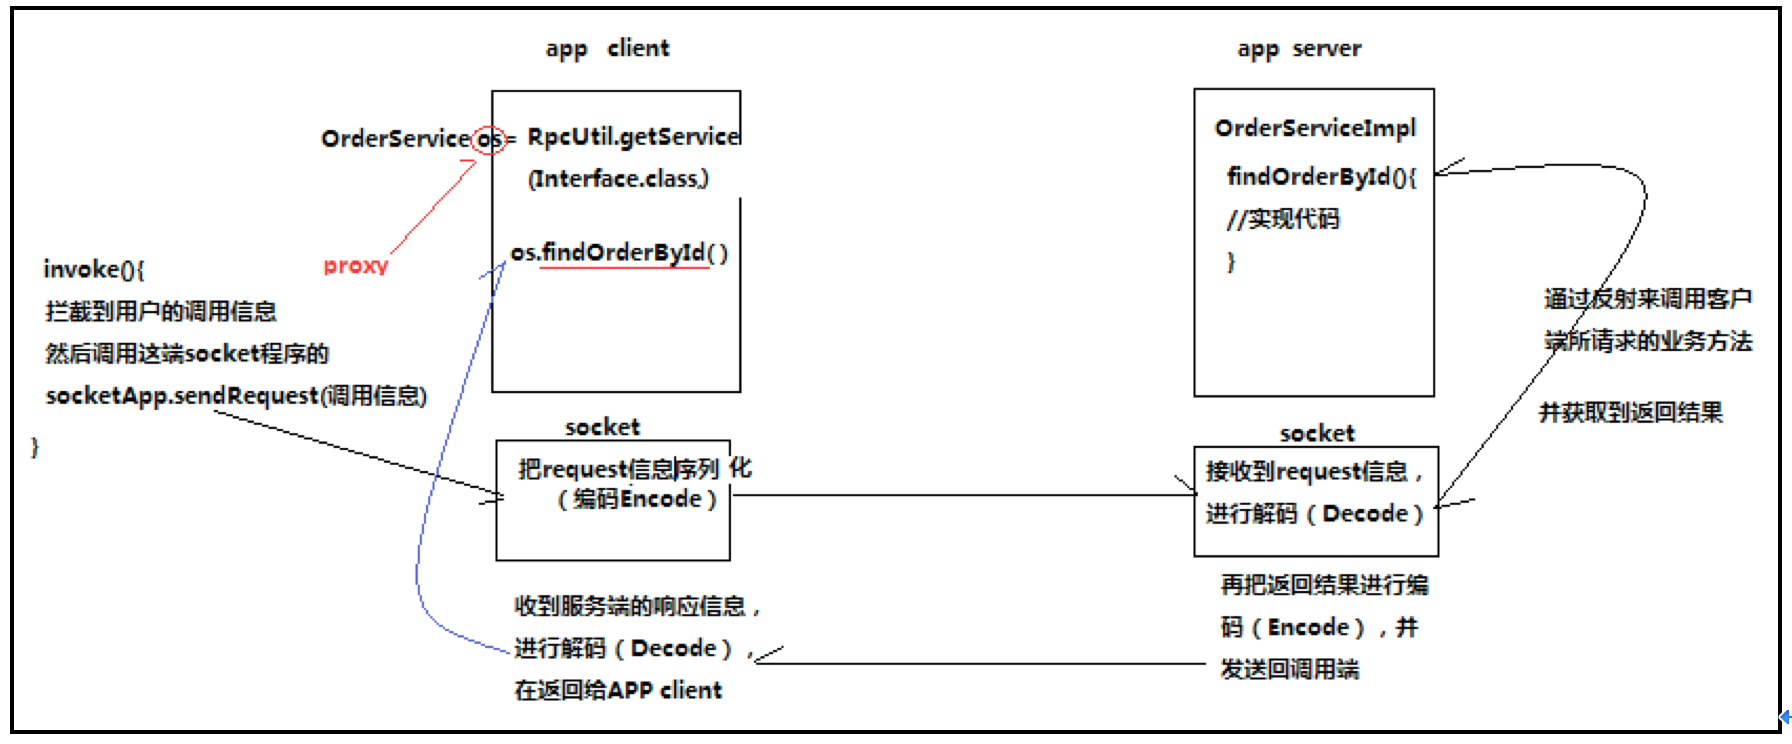 app client
app server
OrderService os = RpcUtil.getService
(Interface.class,)
os.findOrderById( )
proxy
invoke(){
拦截到用户的调用信息
然后调用这端socket程序的
socketApp.sendRequest(调用信息)
}
socket
把request信息序列化
（编码Encode）
收到服务端的响应信息，
进行解码（Decode），
在返回给APP client
OrderServiceImpl
findOrderById(){
//实现代码
}
通过反射来调用客户
端所请求的业务方法
并获取到返回结果
socket
接收到request信息，
进行解码（Decode）
再把返回结果进行编
码（Encode），并
发送回调用端